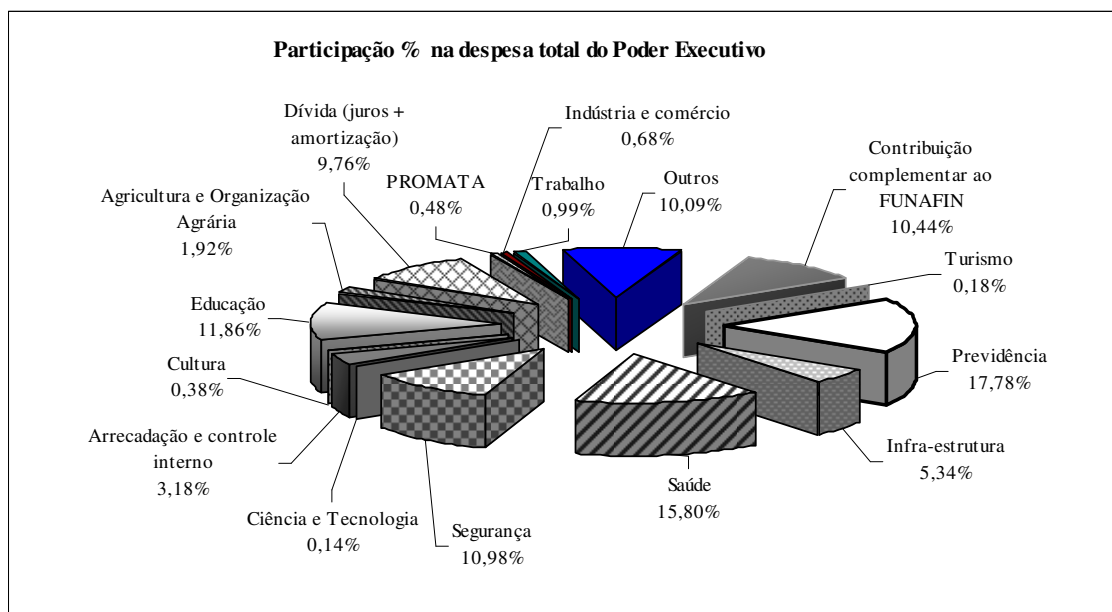 Participação % na despesa total do Poder Executivo
Dívida (juros +
amortização)
9,76%
Indústria e comércio
0,68%
Contribuição
complementar ao
FUNAFIN
10,44%
PROMATA
0,48%
Trabalho
0,99%
Outros
10,09%
Agricultura e Organização
Agrária
1,92%
Turismo
0,18%
Educação
11,86%
Previdência
17,78%
Cultura
0,38%
Arrecadação e controle
interno
3,18%
Infra-estrutura
5,34%
Saúde
15,80%
Ciência e Tecnologia
0,14%
Segurança
10,98%